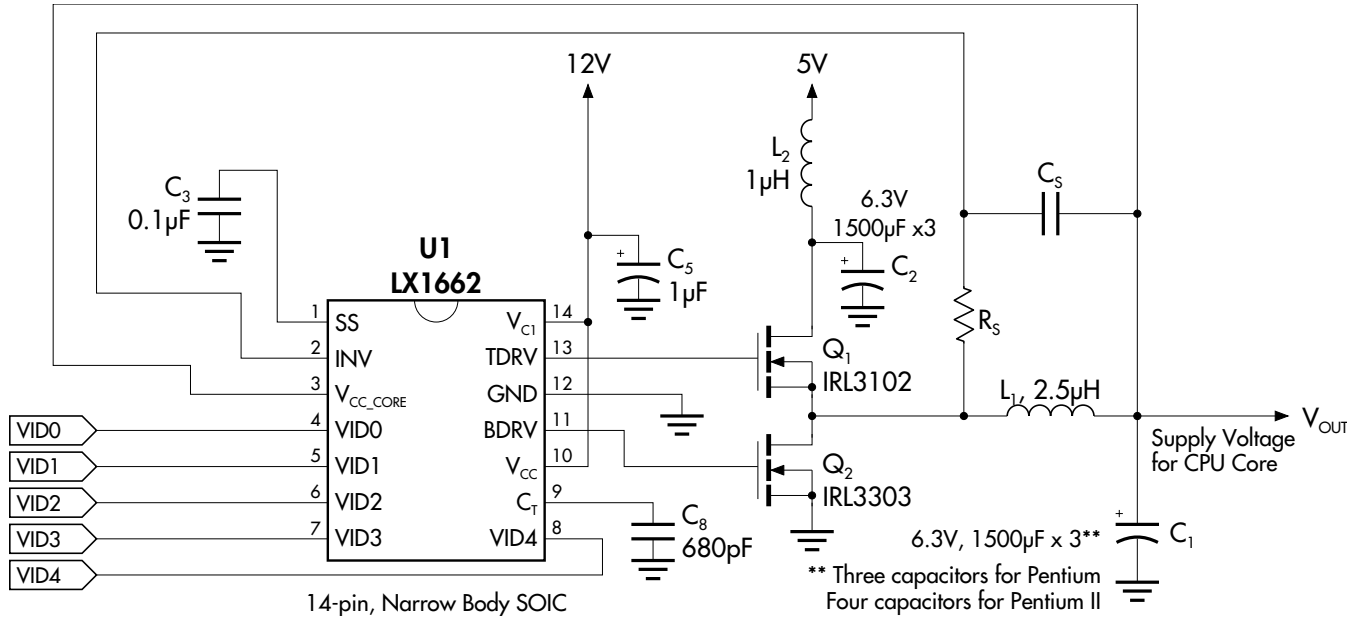 12V
5V
L2
1µH
C3
0.1µF
6.3V
1500µF x3
CS
U1
LX1662
+
C5
1µF
+
C2
RS
1
SS
VC1
14
2
INV
TDRV
13
Q1
IRL3102
3
VCC_CORE
GND
12
L1, 2.5µH
VID0
4
VID0
BDRV
11
VOUT
Supply Voltage
for CPU Core
VID1
5
VID1
VCC
10
Q2
IRL3303
VID2
6
VID2
CT
9
C8
680pF
VID3
7
VID3
VID4
8
+
6.3V, 1500µF x 3**
C1
VID4
** Three capacitors for Pentium
Four capacitors for Pentium II
14-pin, Narrow Body SOIC